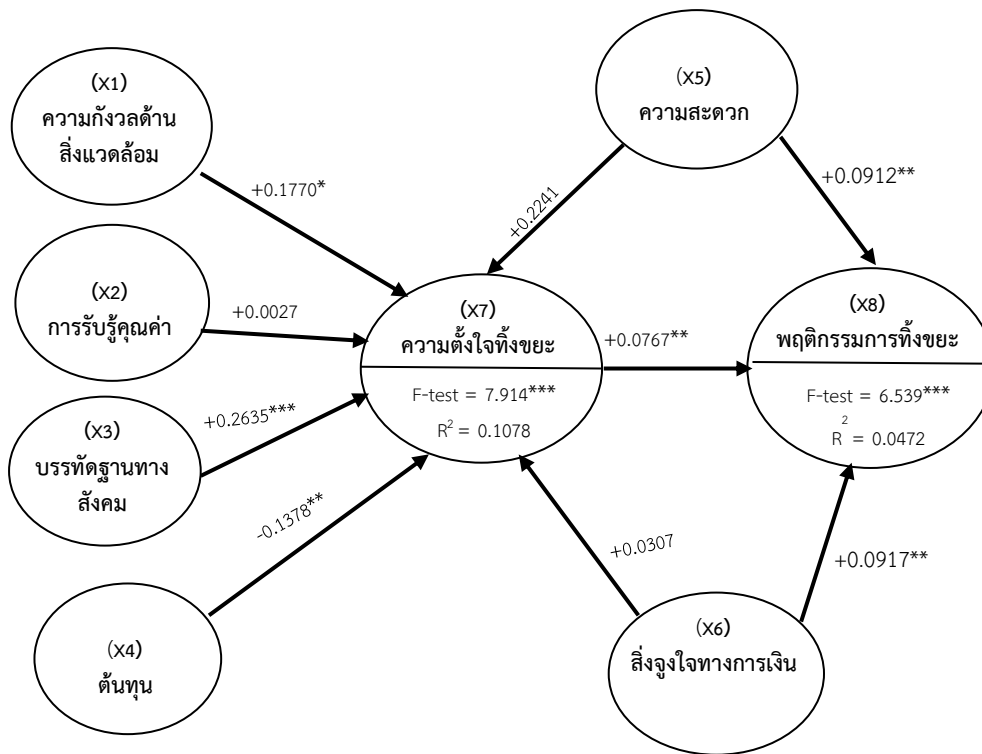 (X1)
ความกังวลด้าน
สิ่งแวดล้อม
(X5)
ความสะดวก
+0.1770*
+0.2241
+0.0912**
(X2)
การรับรู้คุณค่า
+0.0027
(X7)
ความตั้งใจทิ้งขยะ
F-test = 7.914***
R² = 0.1078
+0.0767**
(X8)
พฤติกรรมการทิ้งขยะ
F-test = 6.539***
R² = 0.0472
(X3)
บรรทัดฐานทาง
สังคม
+0.2635***
-0.1378**
+0.0307
+0.0917**
(X4)
ต้นทุน
(X6)
สิ่งจูงใจทางการเงิน